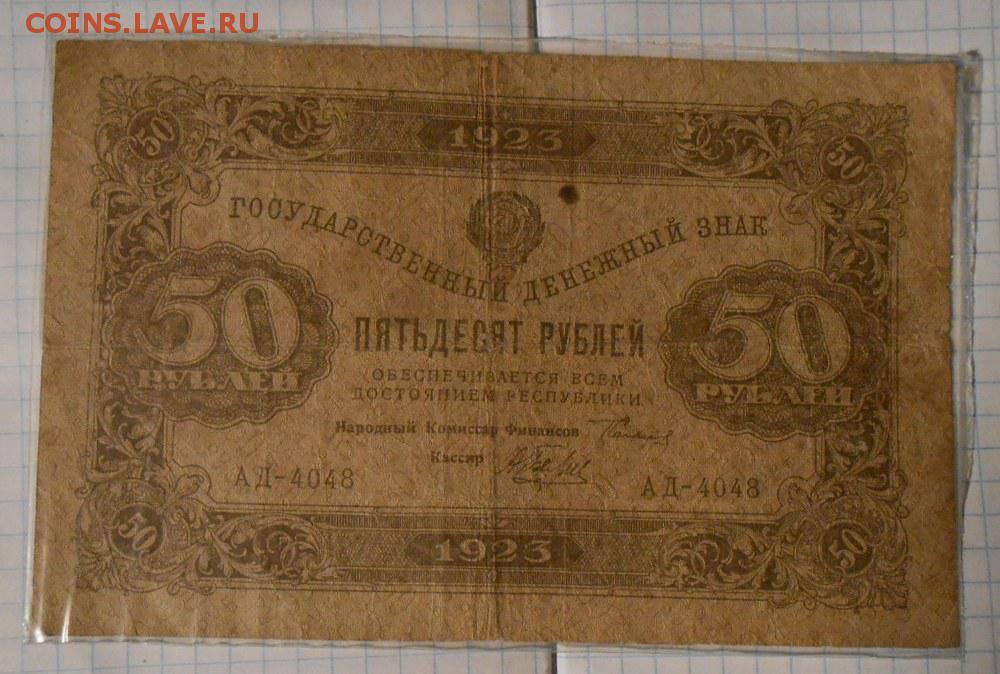 COINS.LAVE.RU
50 1923 50
ГОСУДАРСТВЕННЫЙ ДЕНЕЖНЫЙ ЗНАК
50 РУБЛЕЙ
ПЯТЬДЕСЯТ РУБЛЕЙ
50 РУБЛЕЙ
ОБЕСПЕЧИВАЕТСЯ ВСЕМ
ДОСТОЯНИЕМ РЕСПУБЛИКИ
Народный Комиссар Финансов
Кассир
АД-4048 АД-4048
50 1923 50